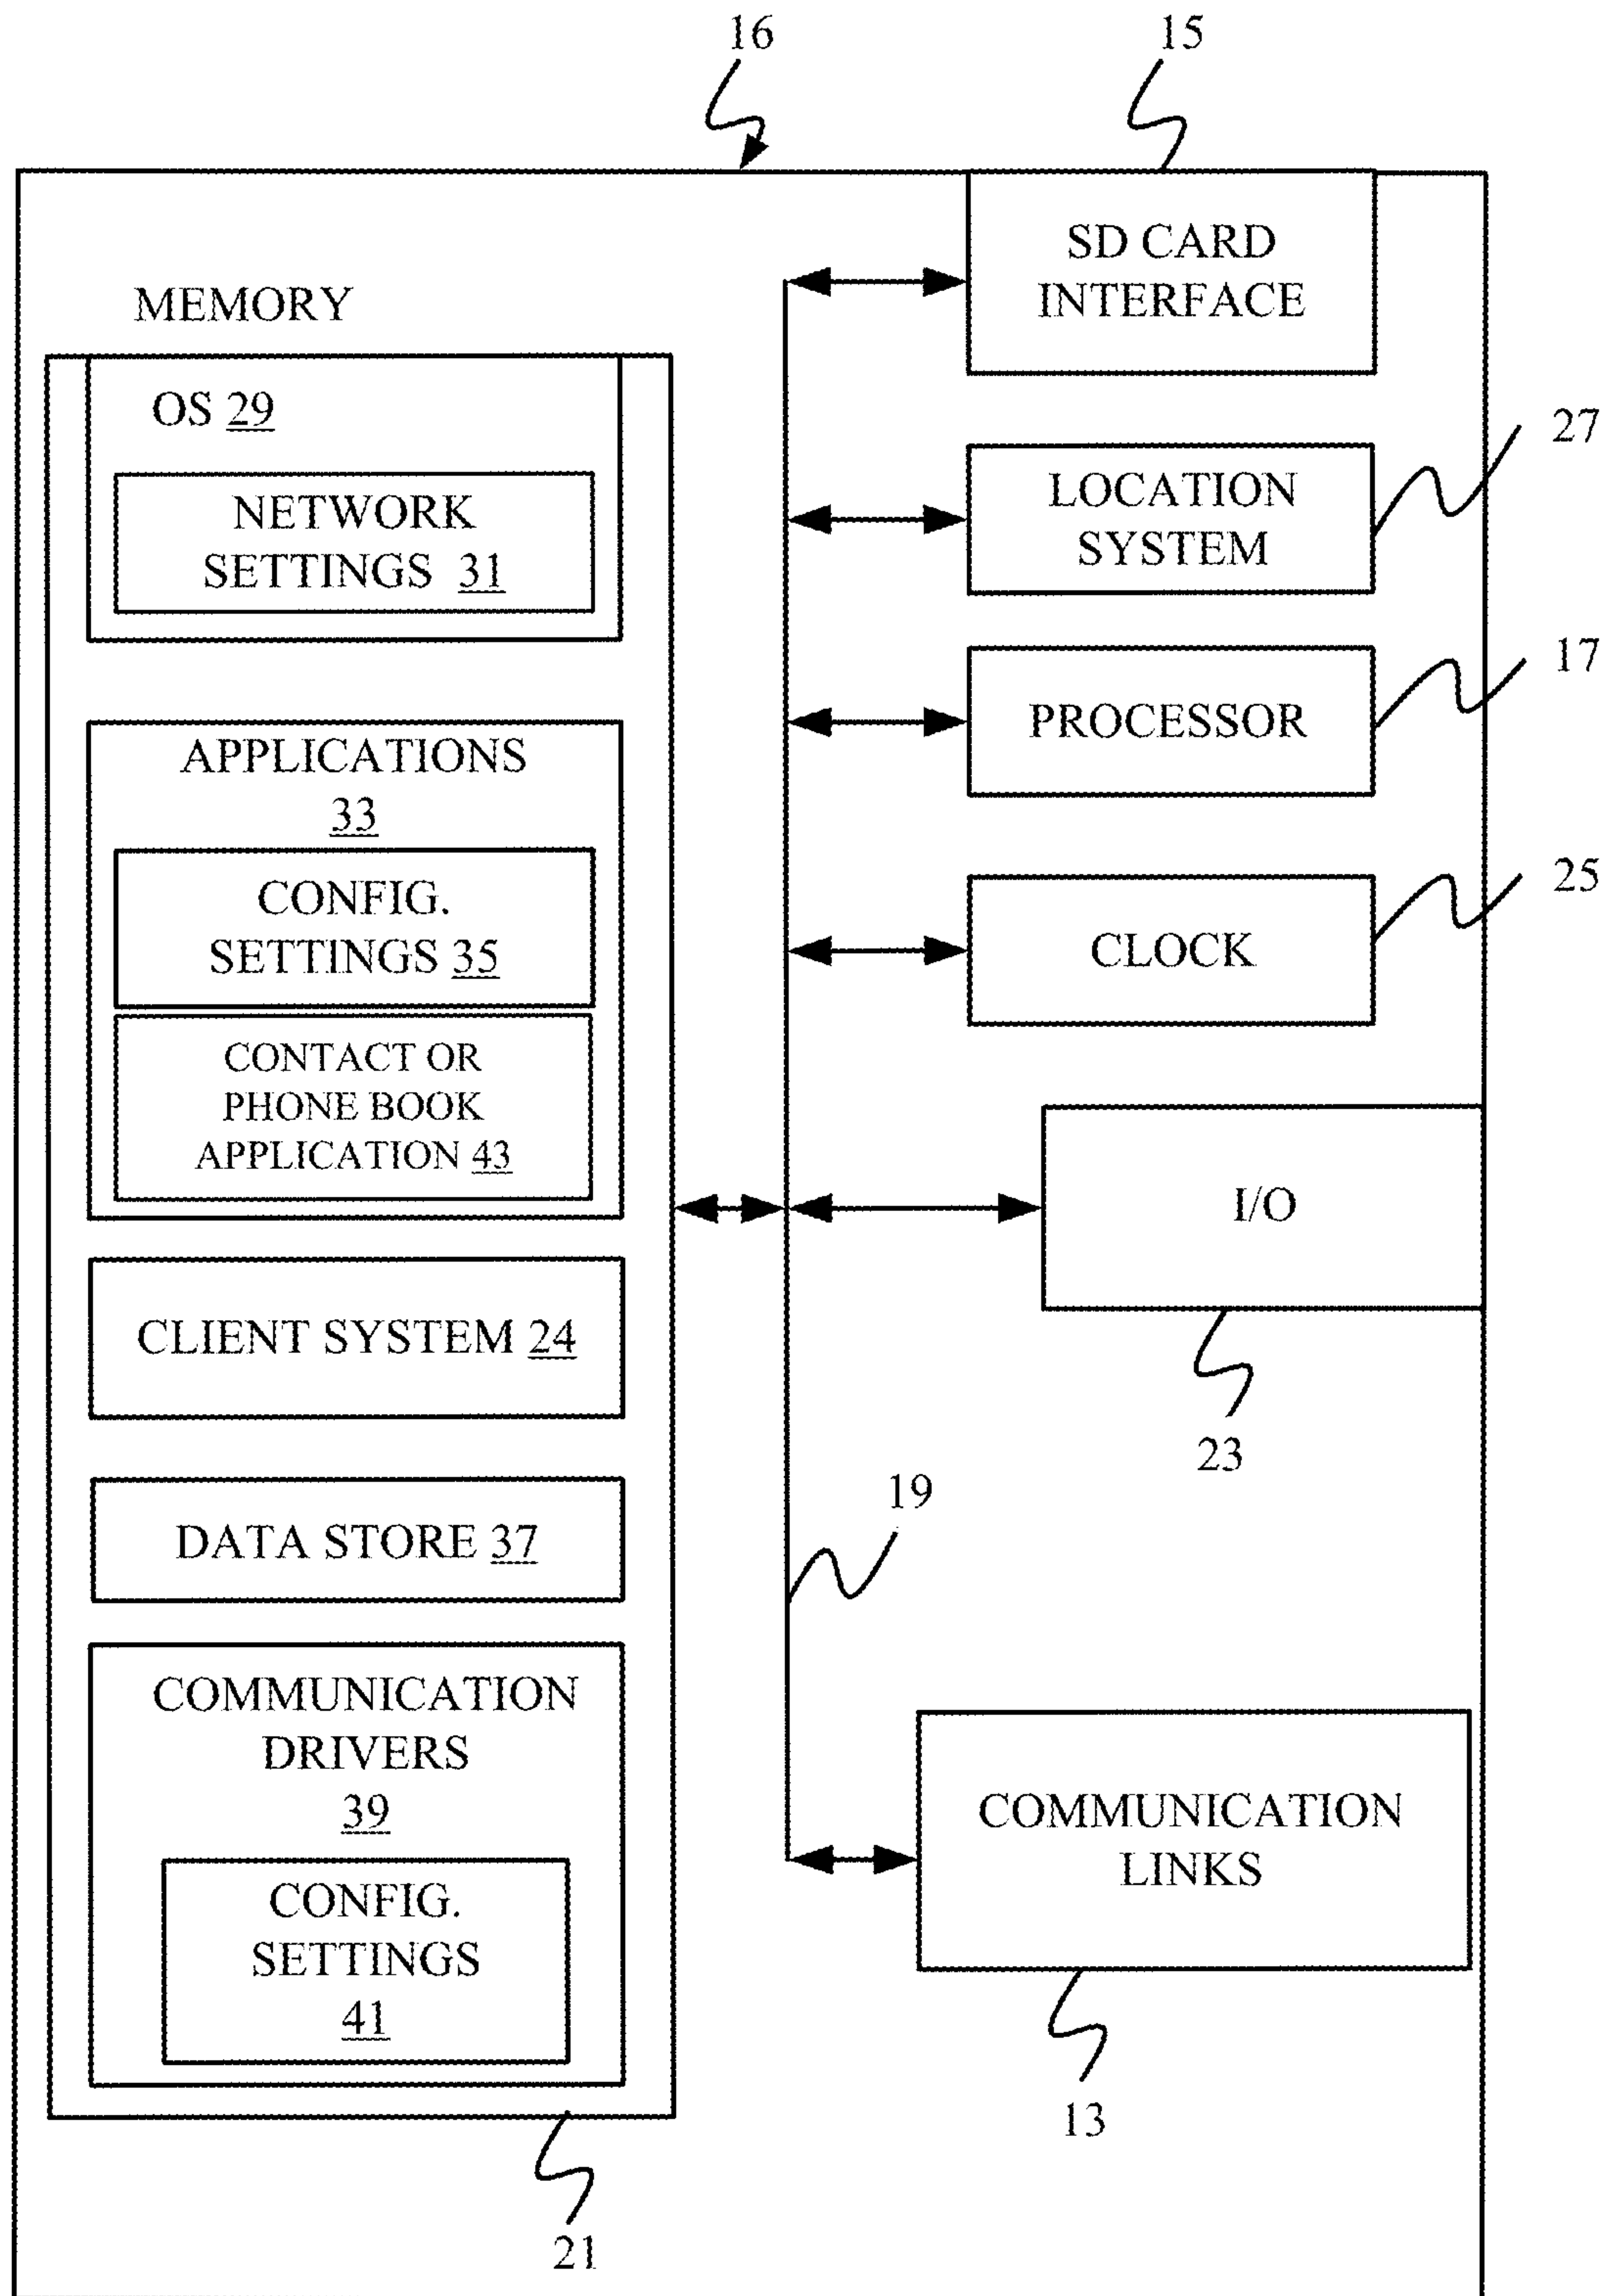 16
15
SD CARD
INTERFACE
MEMORY
OS 29
NETWORK
SETTINGS 31
27
LOCATION
SYSTEM
17
PROCESSOR
APPLICATIONS
33
CONFIG.
SETTINGS 35
CONTACT OR
PHONE BOOK
APPLICATION 43
25
CLOCK
I/O
23
CLIENT SYSTEM 24
19
DATA STORE 37
COMMUNICATION
DRIVERS
39
CONFIG.
SETTINGS
41
COMMUNICATION
LINKS
13
21